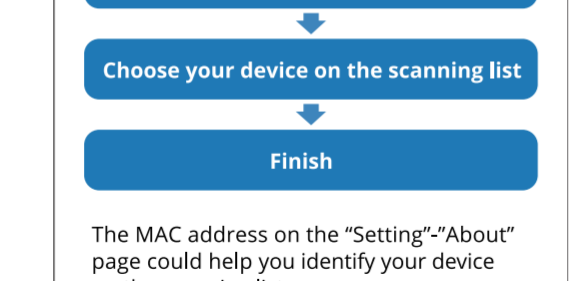 Choose your device on the scanning list
Finish
The MAC address on the “Setting”-”About”
page could help you identify your device